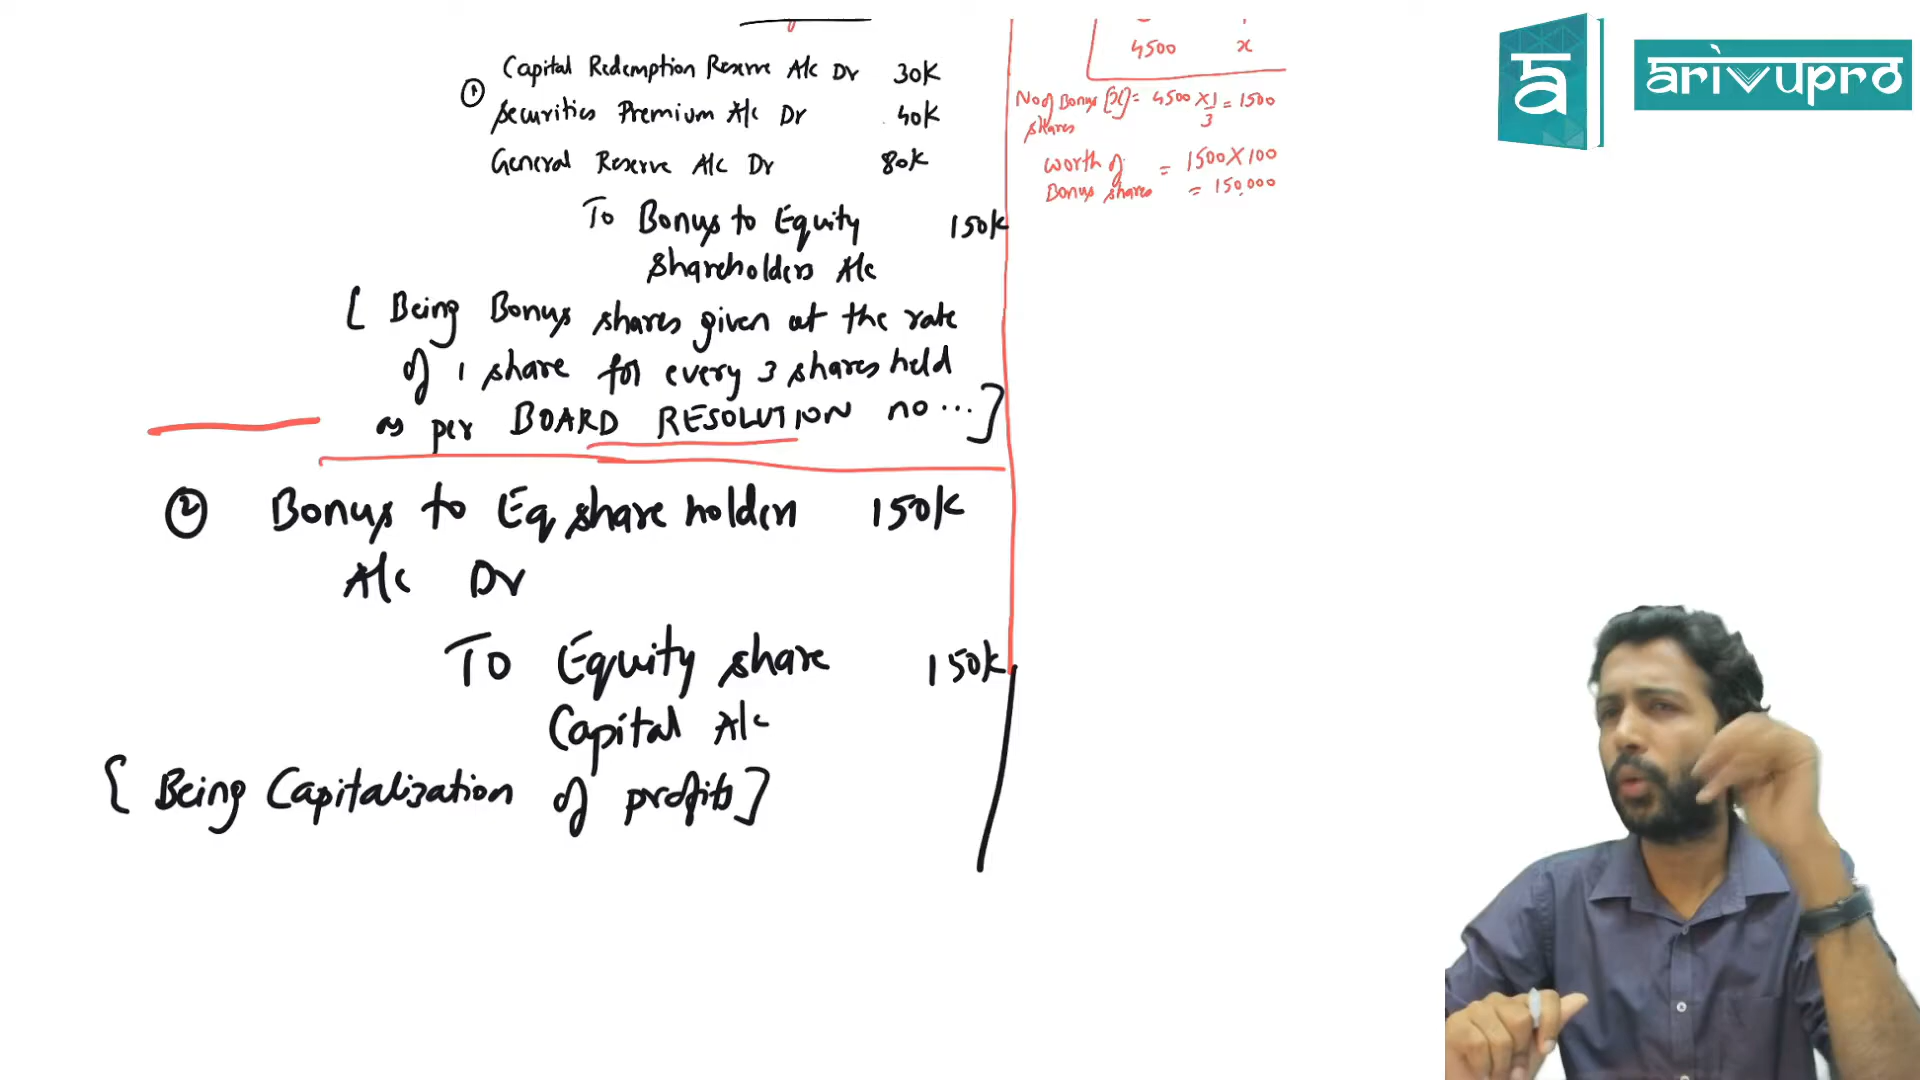 Capital Redemption Reserve A/c Dr 30K
① Securities Premium A/c Dr 40K
General Reserve A/c Dr 80K
To Bonus to Equity 150K
Shareholders A/c
[ Being Bonus shares given at the rate
of 1 share for every 3 shares held
as per BOARD RESOLUTION no... ]
② Bonus to Eq share holders 150K
A/c Dr
To Equity share 150K
Capital A/c
{ Being Capitalization of profits ]
4500 x
No of Bonus [x] = 4500 × 1/3 = 1500
shares
Worth of = 1500 X 100
Bonus shares = 150,000
a
arivupro